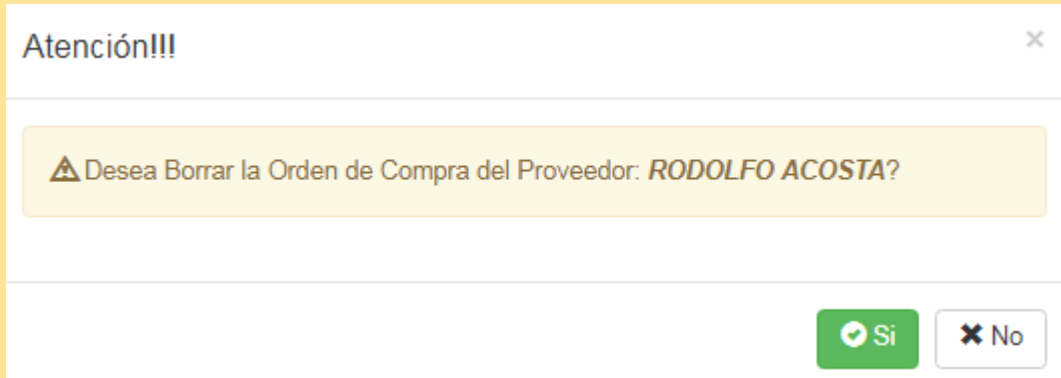 Atención!!!
×
Desea Borrar la Orden de Compra del Proveedor: RODOLFO ACOSTA?
Si
No